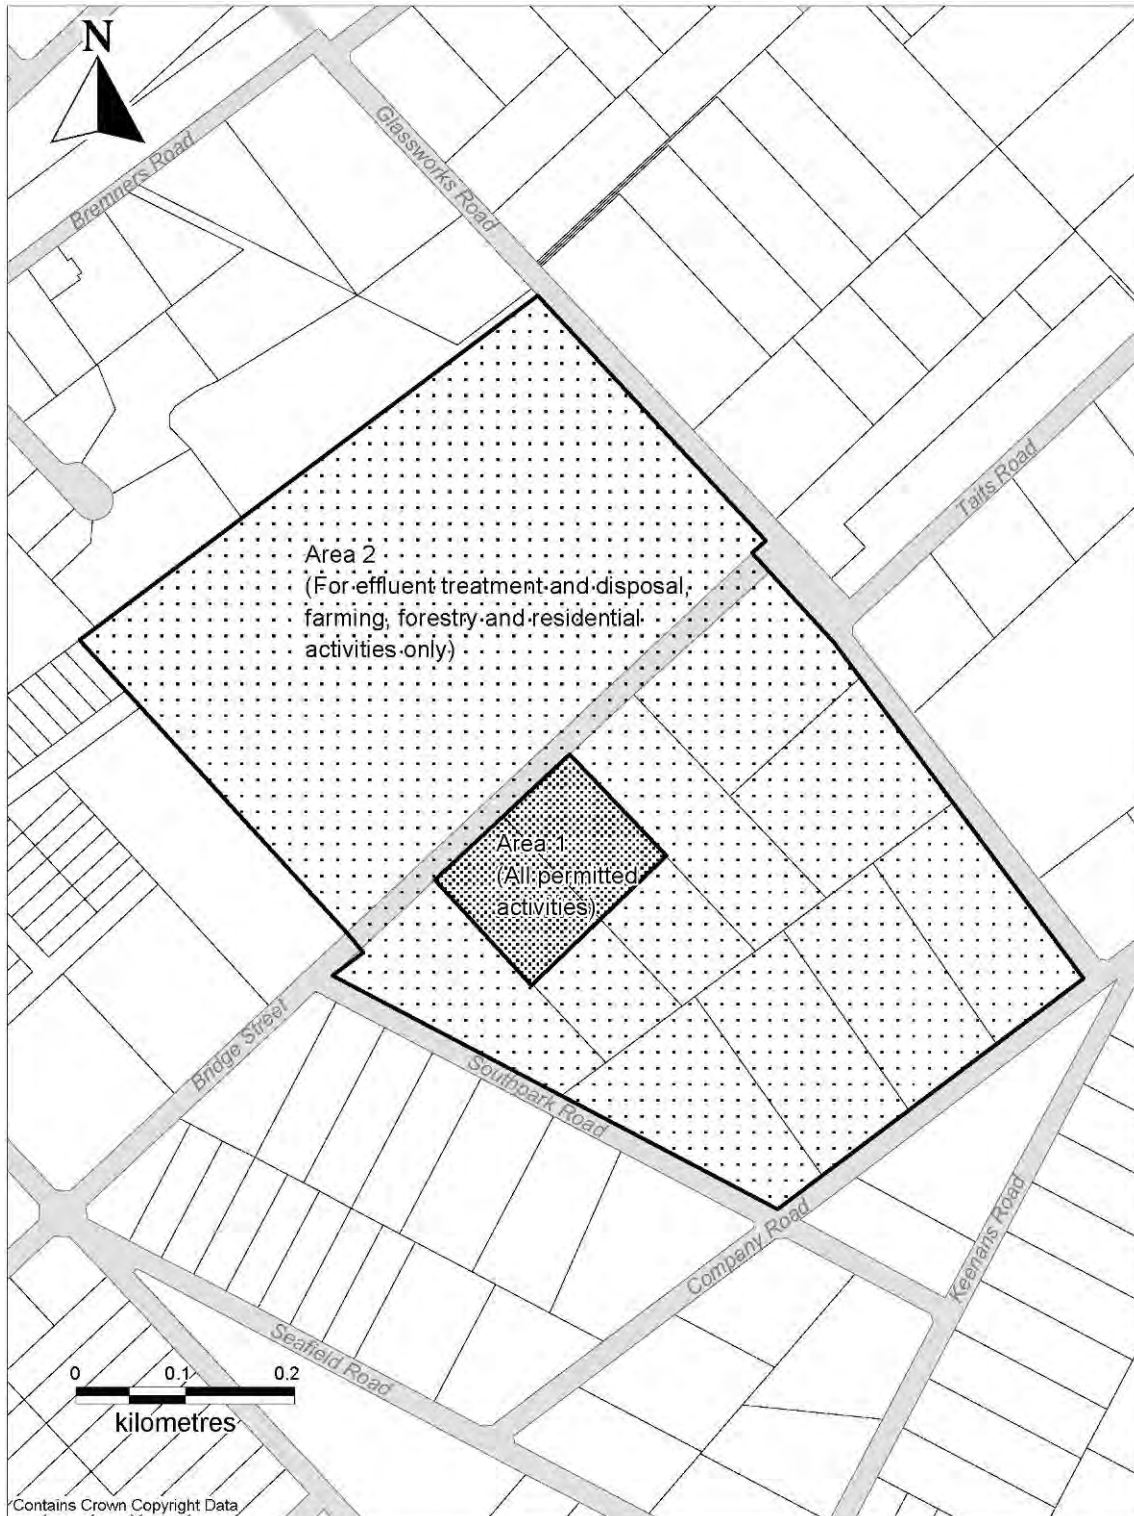 N
Glassworks Road
Bremners Road
Taits Road
Area 2
(For effluent treatment and disposal,
farming, forestry and residential
activities only)
Area 1
(All permitted
activities)
Bridge Street
Southpark Road
Company Road
Keenans Road
Seafield Road
0 0.1 0.2
kilometres
Contains Crown Copyright Data